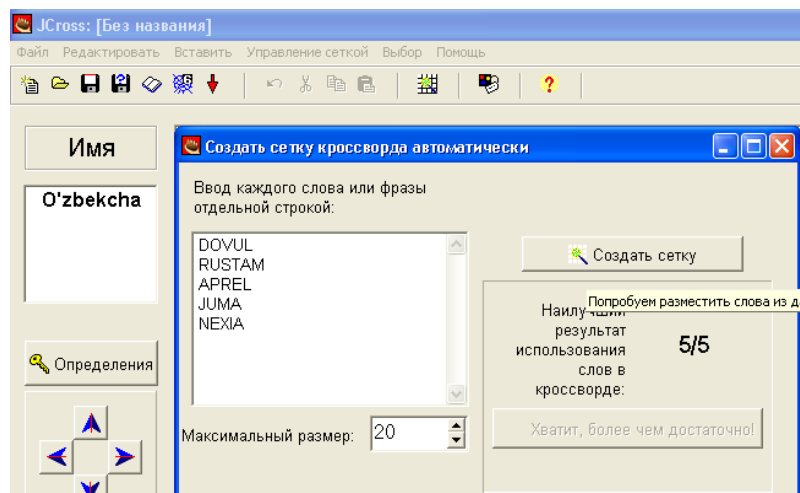 JCross: [Без названия]
Файл Редактировать Вставить Управление сеткой Выбор Помощь
Имя
O'zbekcha
Определения
Создать сетку кроссворда автоматически
Ввод каждого слова или фразы
отдельной строкой:
DOVUL
RUSTAM
APREL
JUMA
NEXIA
Максимальный размер: 20
Создать сетку
Попробуем разместить слова из
Наилучший
результат
использования
слов в
кроссворде:
5/5
Хватит, более чем достаточно!